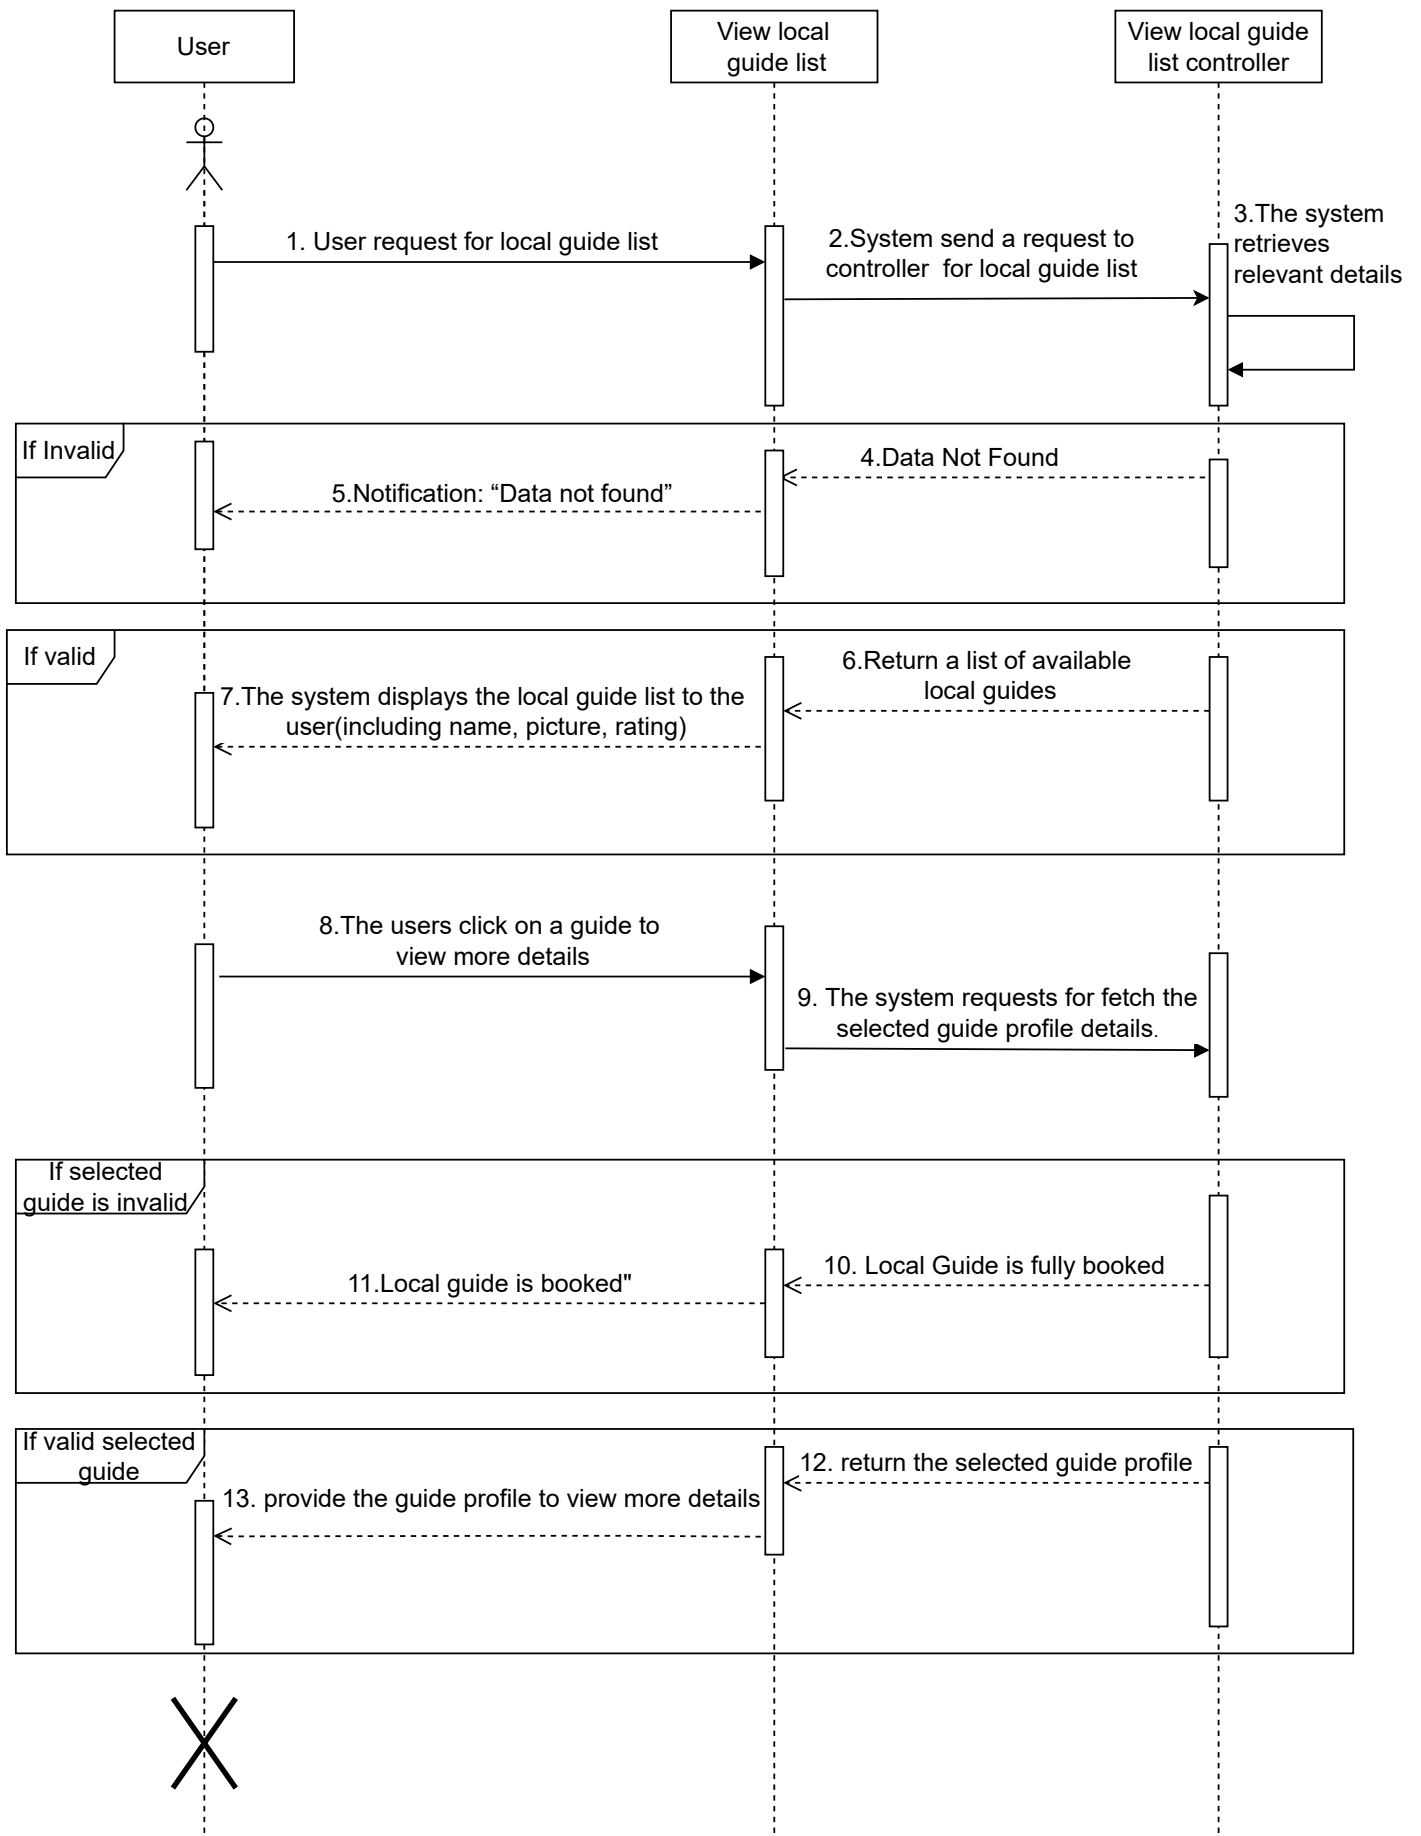 User
View local
guide list
View local guide
list controller
3.The system
retrieves
relevant details
1. User request for local guide list
2.System send a request to
controller  for local guide list
If Invalid
4.Data Not Found
5.Notification: “Data not found”
If valid
6.Return a list of available
local guides
7.The system displays the local guide list to the
user(including name, picture, rating)
8.The users click on a guide to
view more details
9. The system requests for fetch the
selected guide profile details.
If selected
guide is invalid
10. Local Guide is fully booked
11.Local guide is booked"
If valid selected
guide
12. return the selected guide profile
13. provide the guide profile to view more details